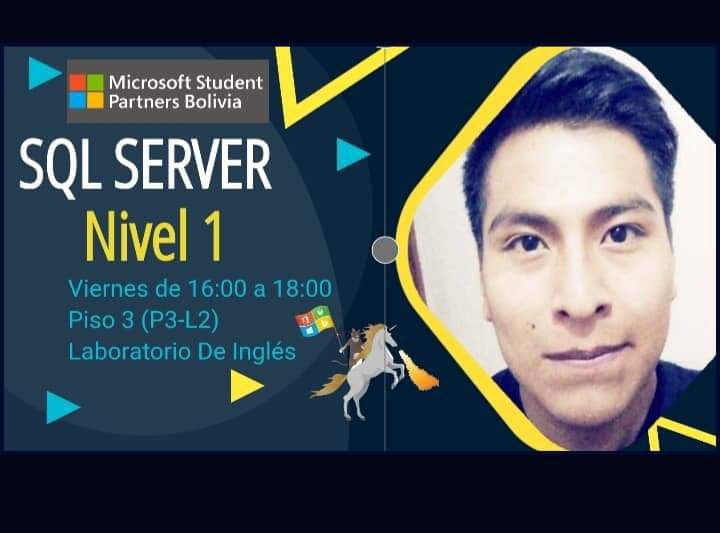 Microsoft Student
Partners Bolivia
SQL SERVER
Nivel 1
Viernes de 16:00 a 18:00
Piso 3 (P3-L2)
Laboratorio De Inglés